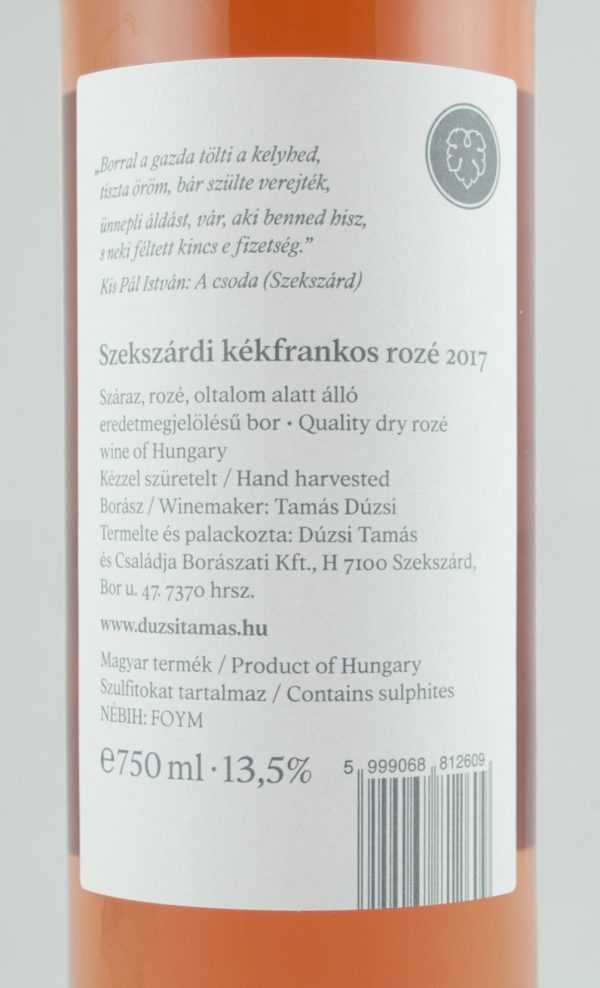 „Borral a gazda tölti a kelyhed,
tiszta öröm, bár szülte verejték,
ünnepli áldást, vár, aki benned hisz,
s neki féltett kincs e fizetség.”
Kis Pál István: A csoda (Szekszárd)
Szekszárdi kékfrankos rozé 2017
Száraz, rozé, oltalom alatt álló
eredetmegjelölésű bor • Quality dry rozé
wine of Hungary
Kézzel szüretelt / Hand harvested
Borász / Winemaker: Tamás Dúzsi
Termelte és palackozta: Dúzsi Tamás
és Családja Borászati Kft., H 7100 Szekszárd,
Bor u. 47. 7370 hrsz.
www.duzsitamas.hu
Magyar termék / Product of Hungary
Szulfitokat tartalmaz / Contains sulphites
NÉBIH: FOYM
e750 ml · 13,5%
5 999068 812609